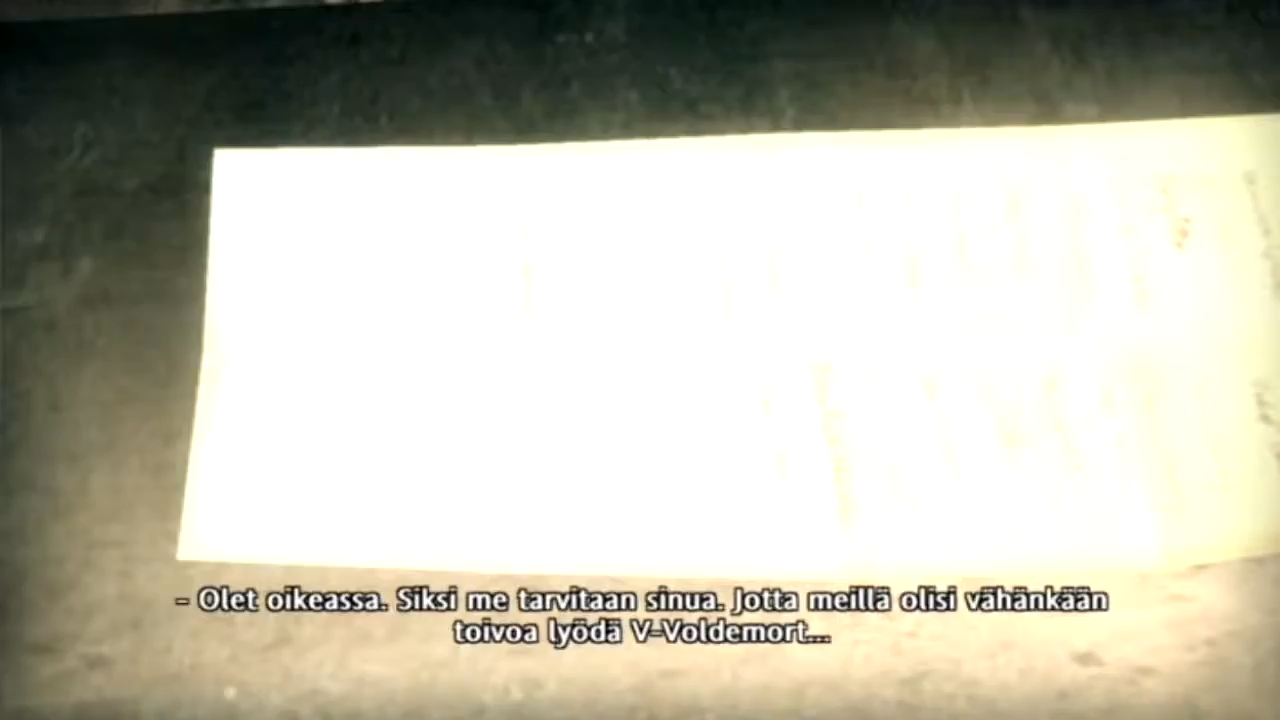 - Olet oikeassa. Siksi me tarvitaan sinua. Jotta meillä olisi vähänkään
toivoa lyödä V-Voldemort...